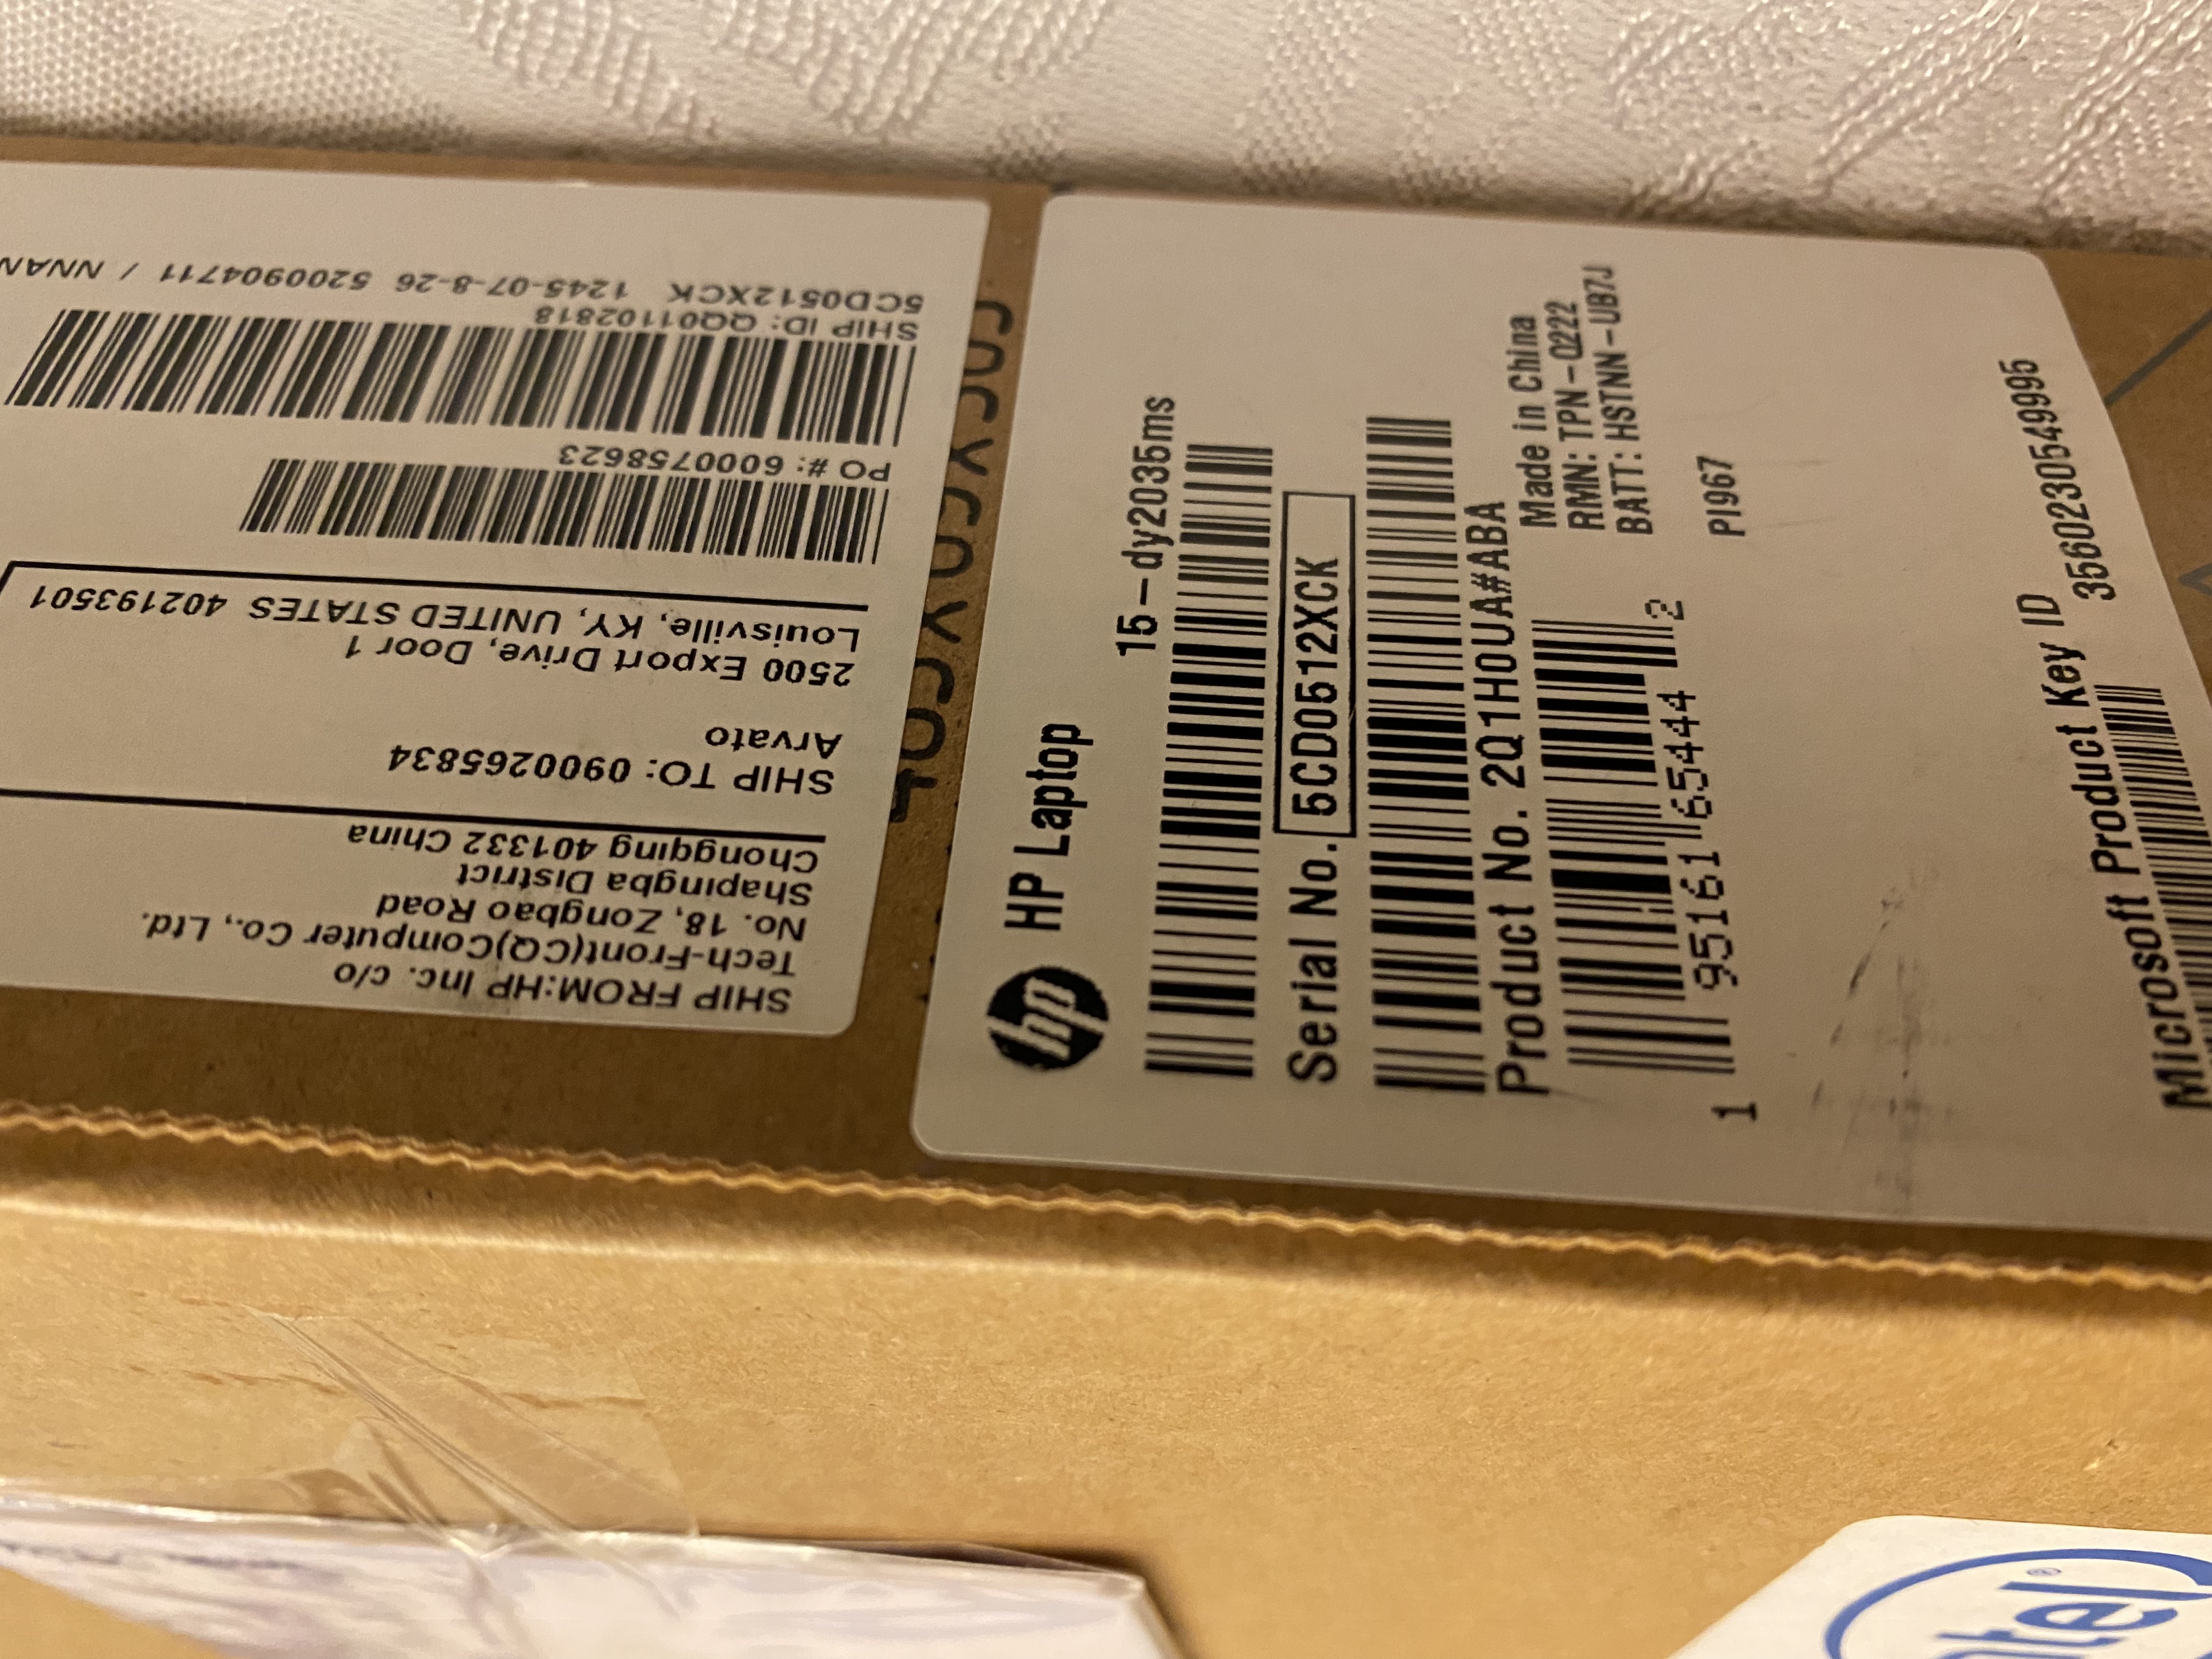 SHIP FROM:HP Inc. c/o
Tech-Front(CQ)Computer Co., Ltd.
No. 18, Zongbao Road
Shapingba District
Chongqing 401332 China
SHIP TO: 0900265834
Arvato
2500 Export Drive, Door 1
Louisville, KY, UNITED STATES 402193501
PO #: 6000758623
SHIP ID: QQ01102818
5CD0512XCK 1245-07-8-26 5200904711 / NNAN
hp HP Laptop
15-dy2035ms
Serial No. 5CD0512XCK
Product No. 2Q1H0UA#ABA
Made in China
RMN: TPN-Q222
BATT: HSTNN-UB7J
1 95161 65444 2
PI967
Microsoft Product Key ID
3560230549995